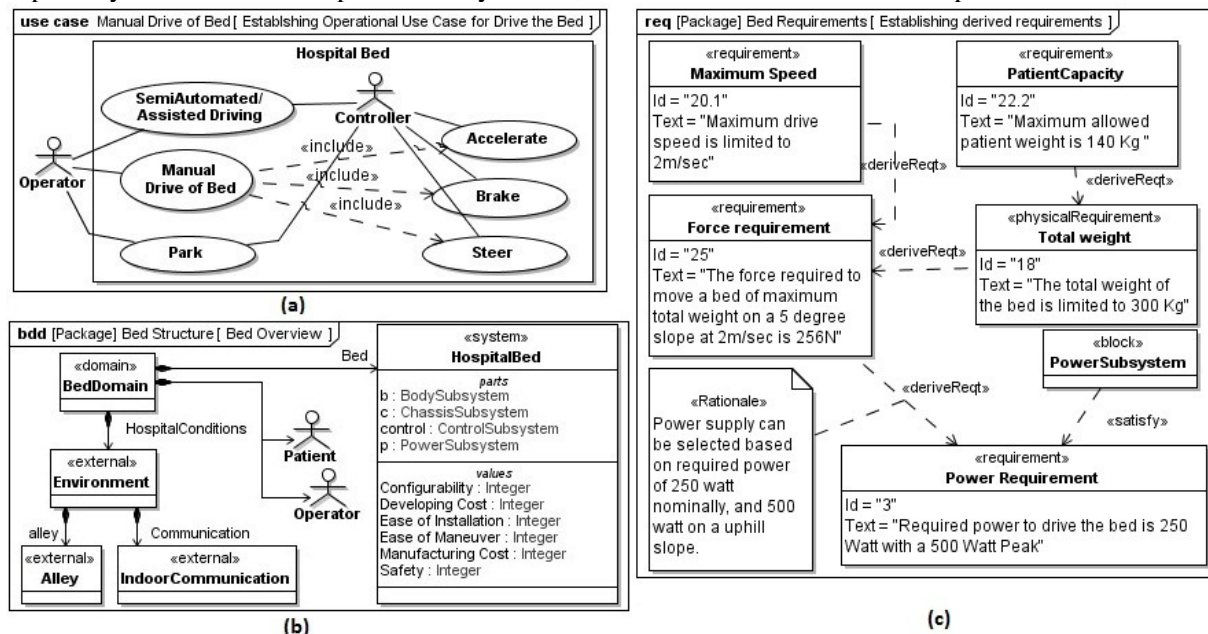 use case Manual Drive of Bed [ Establshing Operational Use Case for Drive the Bed ]
Hospital Bed
SemiAutomated/
Assisted Driving
Controller
Accelerate
«include»
Operator
Manual
Drive of Bed
«include»
Brake
«include»
Park
Steer
(a)
bdd [Package] Bed Structure [ Bed Overview ]
«domain»
BedDomain
Bed
«system»
HospitalBed
parts
b : BodySubsystem
c : ChassisSubsystem
control : ControlSubsystem
p : PowerSubsystem
values
Configurability : Integer
Developing Cost : Integer
Ease of Installation : Integer
Ease of Maneuver : Integer
Manufacturing Cost : Integer
Safety : Integer
HospitalConditions
Patient
«external»
Environment
Operator
alley
Communication
«external»
Alley
«external»
IndoorCommunication
(b)
req [Package] Bed Requirements [ Establishing derived requirements ]
«requirement»
Maximum Speed
Id = "20.1"
Text = "Maximum drive
speed is limited to
2m/sec"
«requirement»
PatientCapacity
Id = "22.2"
Text = "Maximum allowed
patient weight is 140 Kg "
«deriveReqt»
«deriveReqt»
«requirement»
Force requirement
Id = "25"
Text = "The force required to
move a bed of maximum
total weight on a 5 degree
slope at 2m/sec is 256N"
«physicalRequirement»
Total weight
Id = "18"
Text = "The total weight of
the bed is limited to 300 Kg"
«deriveReqt»
«block»
PowerSubsystem
«deriveReqt»
«Rationale»
Power supply can
be selected based
on required power
of 250 watt
nominally, and 500
watt on a uphill
slope.
«satisfy»
«requirement»
Power Requirement
Id = "3"
Text = "Required power to drive the bed is 250
Watt with a 500 Watt Peak"
(c)